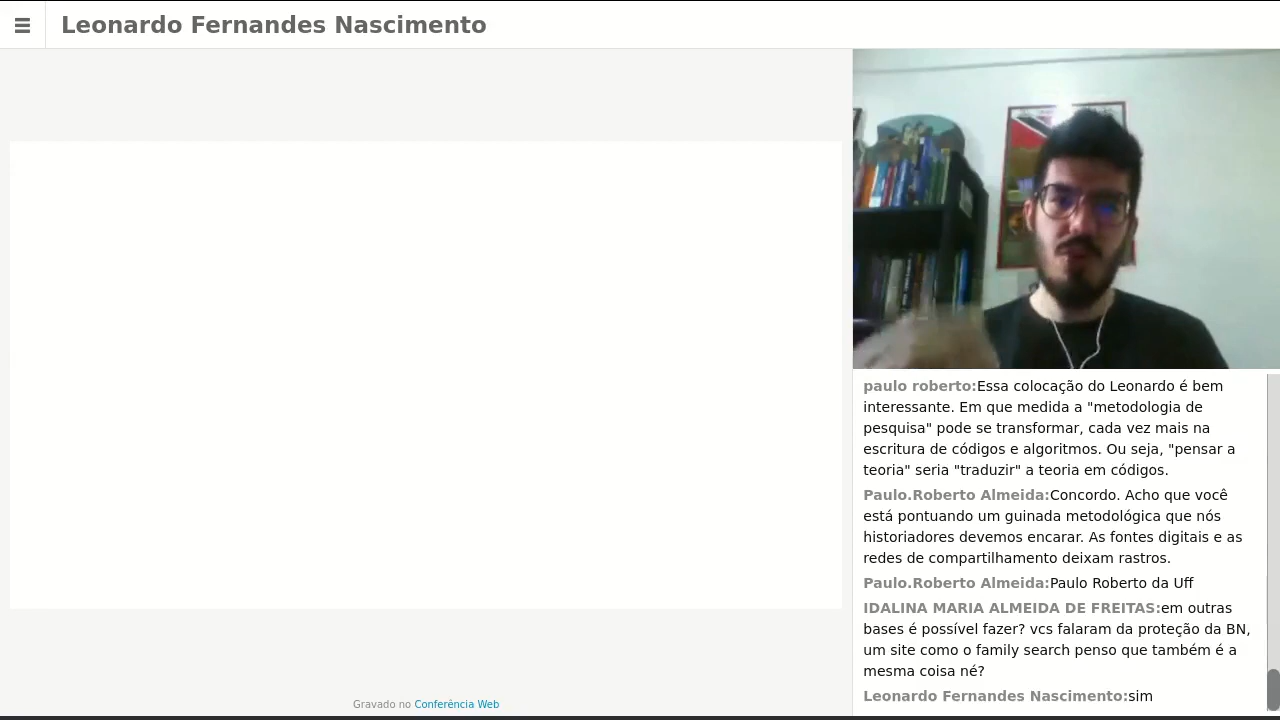 Leonardo Fernandes Nascimento
paulo roberto:Essa colocação do Leonardo é bem
interessante. Em que medida a "metodologia de
pesquisa" pode se transformar, cada vez mais na
escritura de códigos e algoritmos. Ou seja, "pensar a
teoria" seria "traduzir" a teoria em códigos.
Paulo.Roberto Almeida:Concordo. Acho que você
está pontuando um guinada metodológica que nós
historiadores devemos encarar. As fontes digitais e as
redes de compartilhamento deixam rastros.
Paulo.Roberto Almeida:Paulo Roberto da Uff
IDALINA MARIA ALMEIDA DE FREITAS:em outras
bases é possível fazer? vcs falaram da proteção da BN,
um site como o family search penso que também é a
mesma coisa né?
Leonardo Fernandes Nascimento:sim
Gravado no Conferência Web